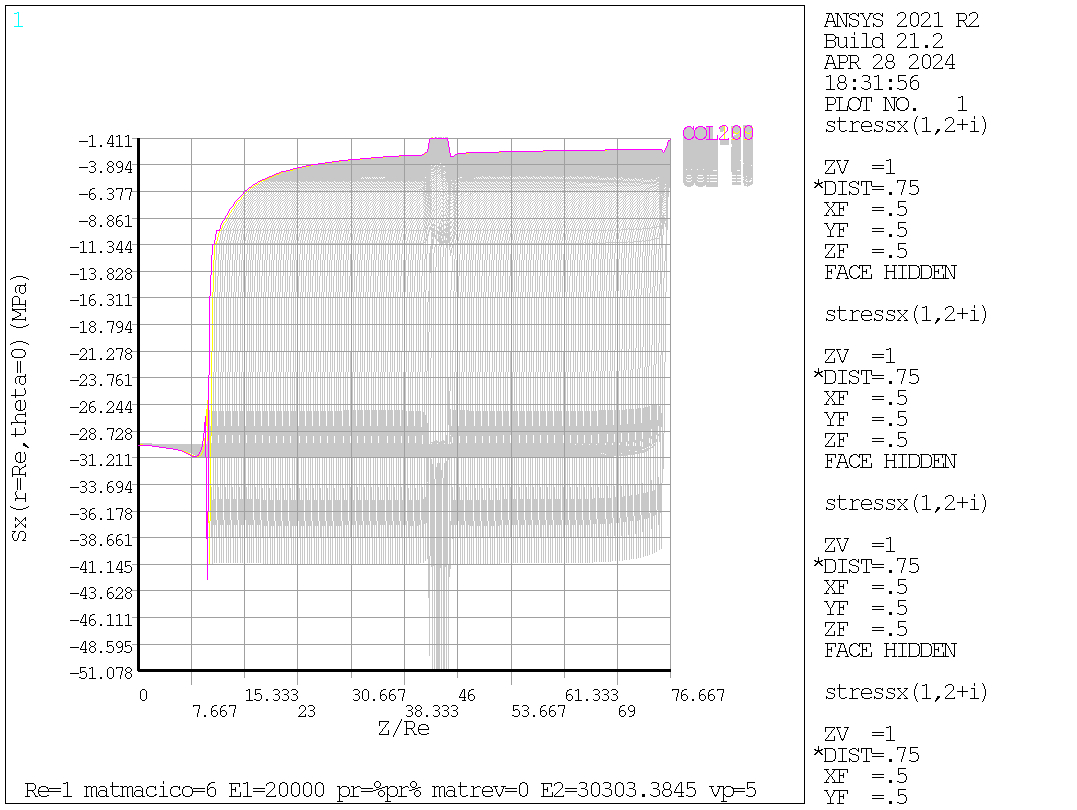 1
ANSYS 2021 R2
Build 21.2
APR 28 2024
18:31:56
PLOT NO. 1
stressx(1,2+i)
ZV =1
*DIST=.75
XF =.5
YF =.5
ZF =.5
FACE HIDDEN
stressx(1,2+i)
ZV =1
*DIST=.75
XF =.5
YF =.5
ZF =.5
FACE HIDDEN
stressx(1,2+i)
ZV =1
*DIST=.75
XF =.5
YF =.5
ZF =.5
FACE HIDDEN
stressx(1,2+i)
ZV =1
*DIST=.75
XF =.5
YF =.5
-1.411
-3.894
-6.377
-8.861
-11.344
-13.828
-16.311
-18.794
-21.278
-23.761
-26.244
-28.728
-31.211
-33.694
-36.178
-38.661
-41.145
-43.628
-46.111
-48.595
-51.078
Sx(r=Re,theta=0)(MPa)
0 15.333 30.667 46 61.333 76.667
7.667 23 38.333 53.667 69
Z/Re
Re=1 matmacico=6 E1=20000 pr=%pr% matrev=0 E2=30303.3845 vp=5